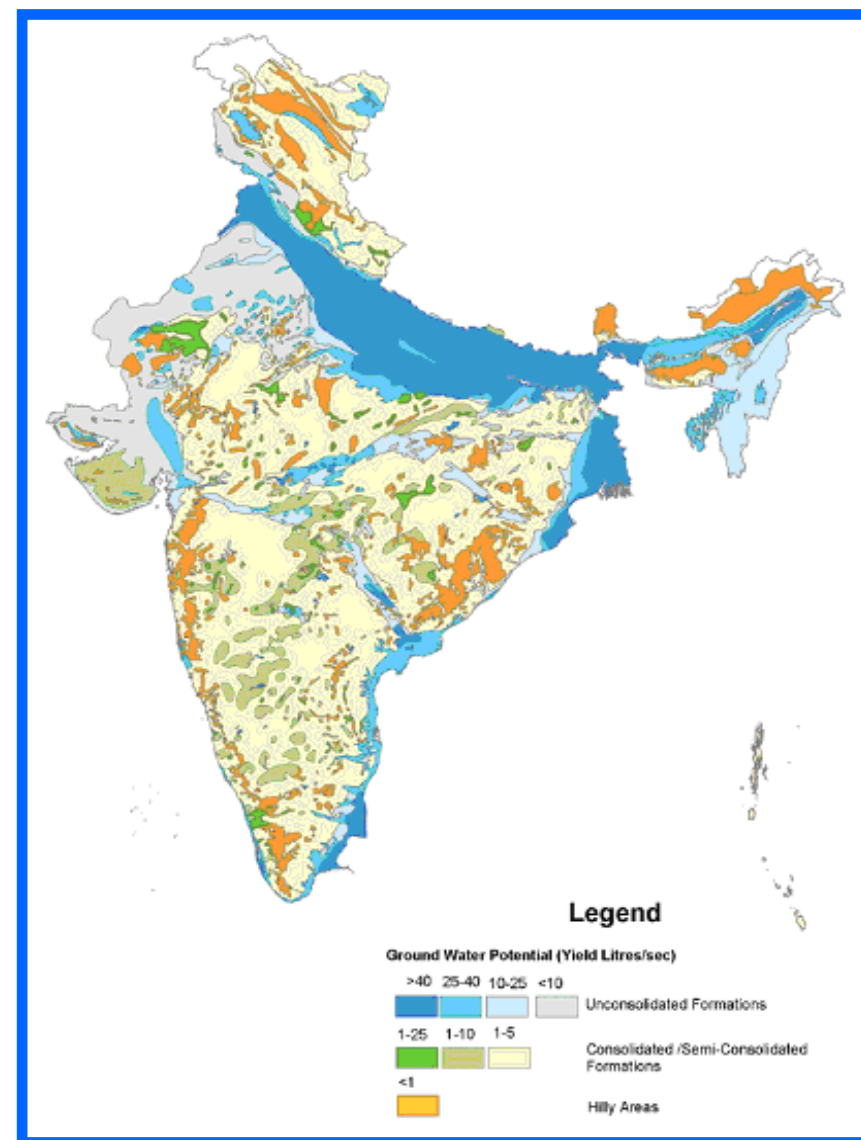 Legend
Ground Water Potential (Yield Litres/sec)
>40 25-40 10-25 <10
Unconsolidated Formations
1-25 1-10 1-5
Consolidated /Semi-Consolidated
Formations
<1
Hilly Areas